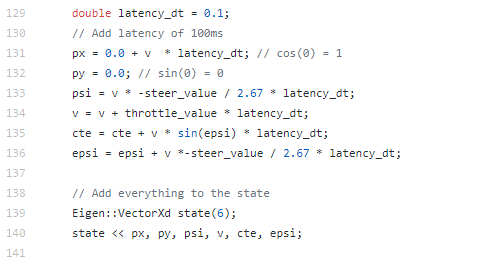 129 double latency_dt = 0.1;
130 // Add latency of 100ms
131 px = 0.0 + v  * latency_dt; // cos(0) = 1
132 py = 0.0; // sin(0) = 0
133 psi = v * -steer_value / 2.67 * latency_dt;
134 v = v + throttle_value * latency_dt;
135 cte = cte + v * sin(epsi) * latency_dt;
136 epsi = epsi + v *-steer_value / 2.67 * latency_dt;
137
138 // Add everything to the state
139 Eigen::VectorXd state(6);
140 state << px, py, psi, v, cte, epsi;
141